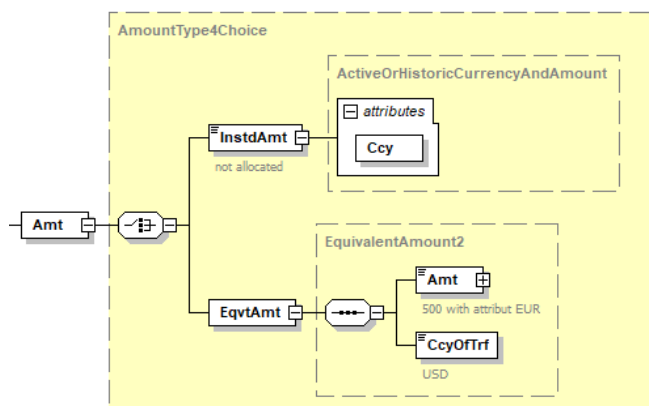 AmountType4Choice
ActiveOrHistoricCurrencyAndAmount
attributes
InstdAmt
Ccy
not allocated
Amt
EquivalentAmount2
Amt
500 with attribut EUR
EqvtAmt
CcyOfTrf
USD